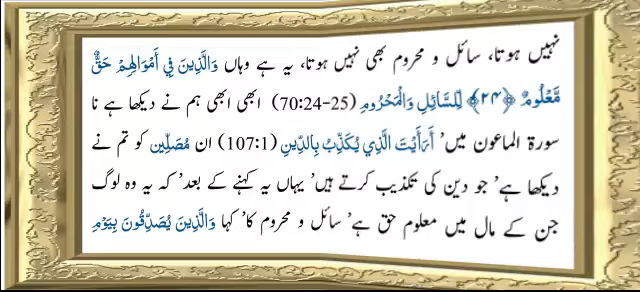 نہیں ہوتا، سائل و محروم بھی نہیں ہوتا، یہ ہے وہاں وَالَّذِينَ فِي أَمْوَالِهِمْ حَقٌّ
مَّعْلُومٌ ﴿۲۴﴾ لِّلسَّائِلِ وَالْمَحْرُومِ (70:24-25) ابھی ابھی ہم نے دیکھا ہے نا
سورۃ الماعون میں’ أَرَأَيْتَ الَّذِي يُكَذِّبُ بِالدِّينِ (107:1) ان مُصَلِّين کو تم نے
دیکھا ہے’ جو دین کی تکذیب کرتے ہیں’ یہاں یہ کہنے کے بعد’ کہ یہ وہ لوگ
جن کے مال میں معلوم حق ہے’ سائل و محروم کا’ کہا وَالَّذِينَ يُصَدِّقُونَ بِيَوْمِ